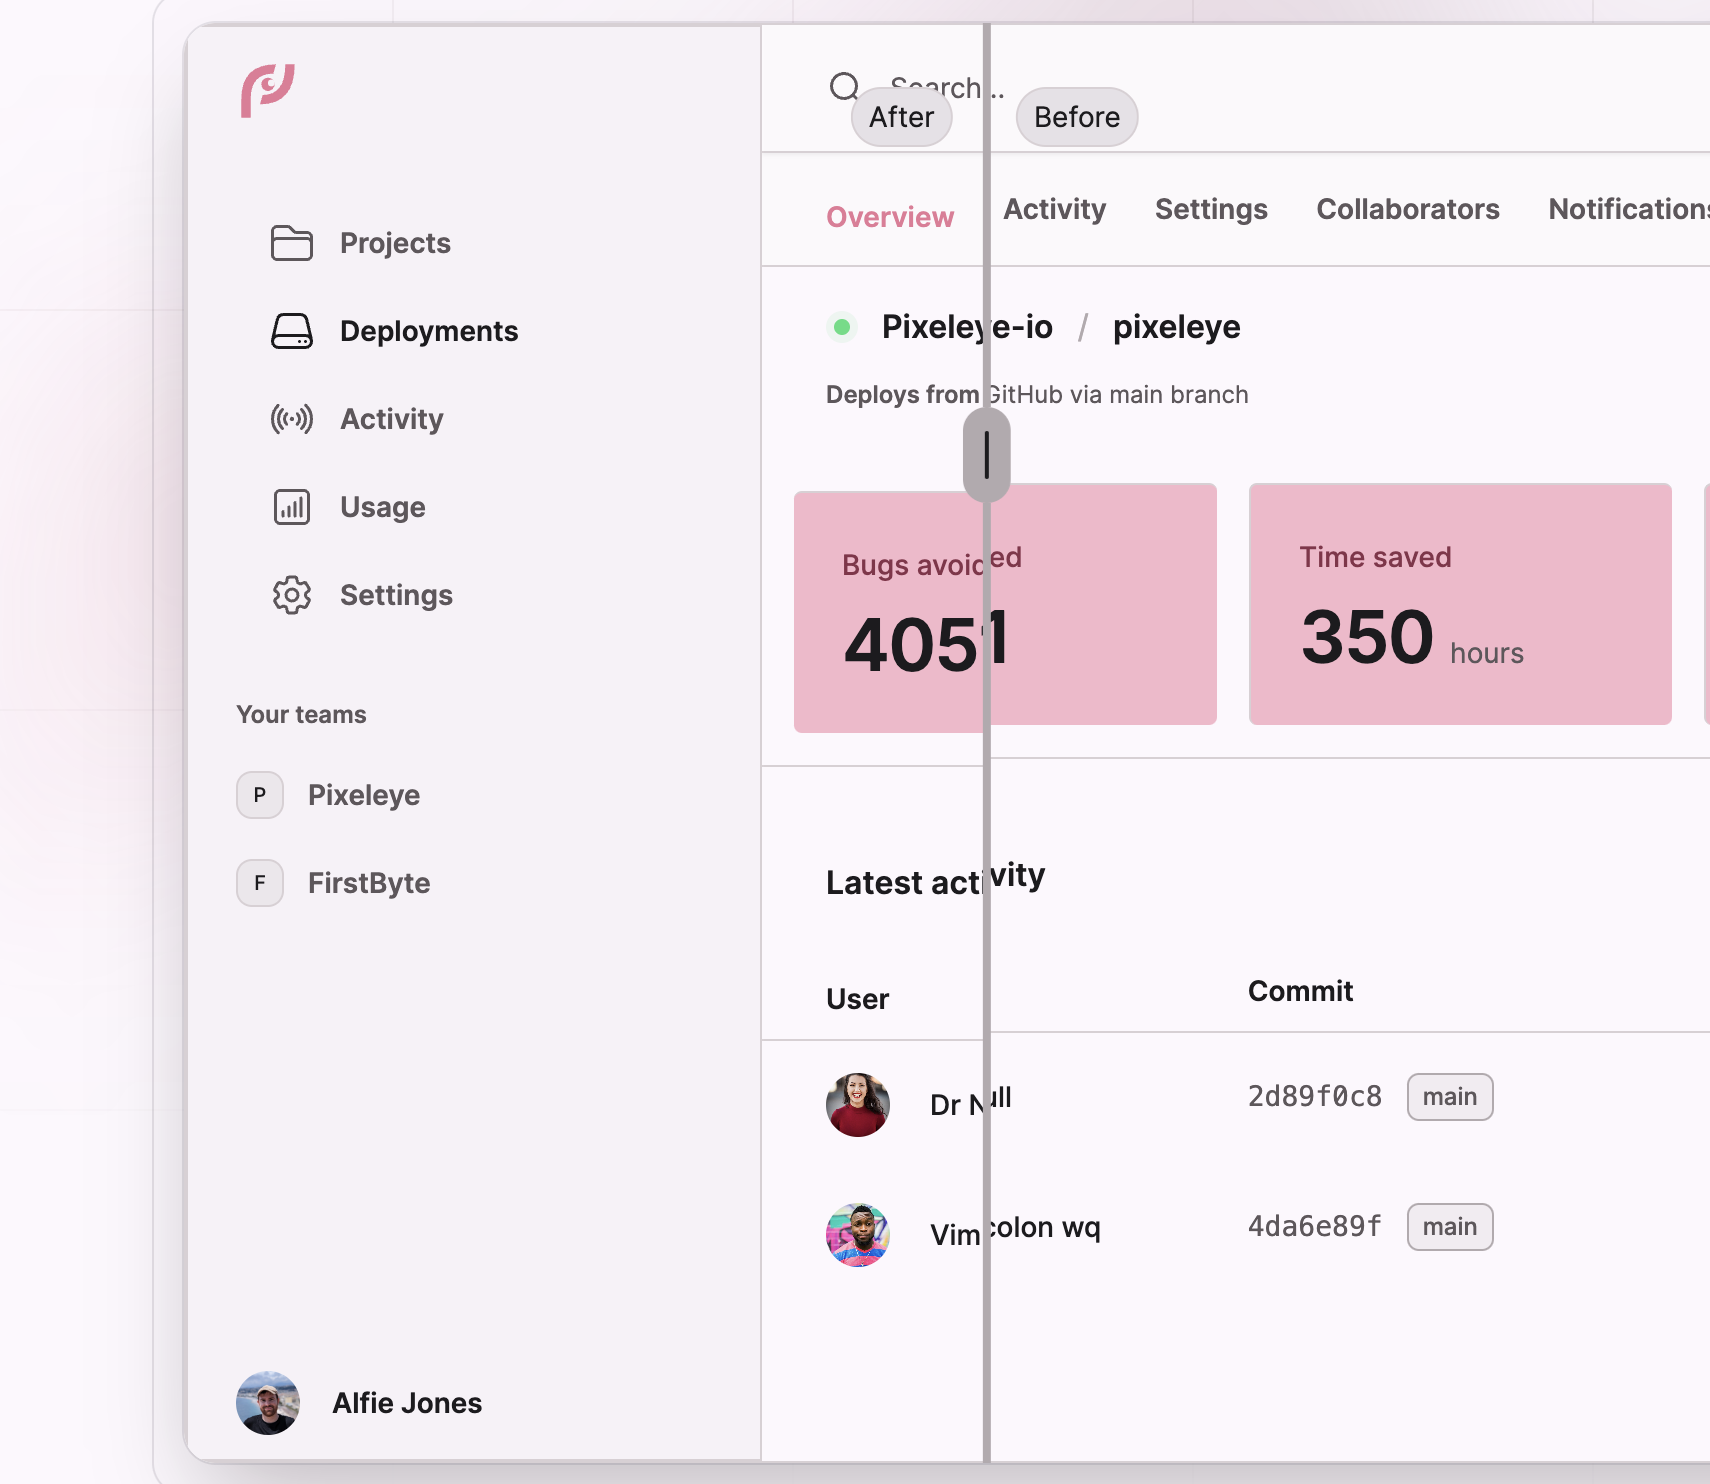 Search...
After
Before
Projects
Deployments
Activity
Usage
Settings
Your teams
P
Pixeleye
F
FirstByte
Alfie Jones
Overview
Activity
Settings
Collaborators
Notifications
Pixeleye-io / pixeleye
Deploys from GitHub via main branch
Bugs avoided
4051
Time saved
350 hours
Latest activity
User
Commit
Dr Null
2d89f0c8
main
Vim colon wq
4da6e89f
main